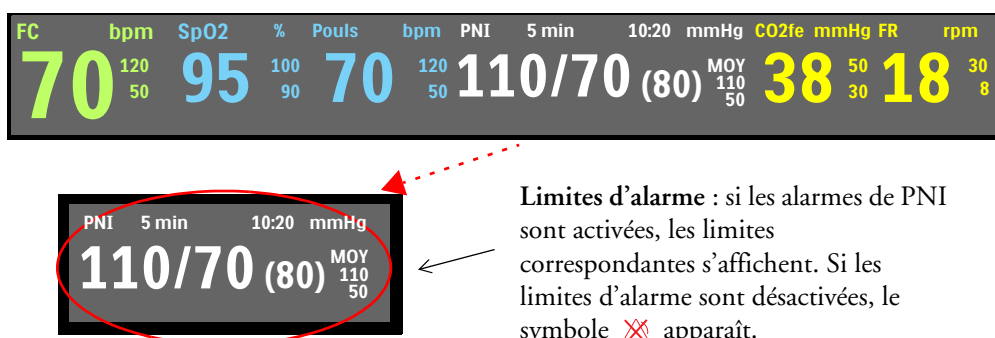 FC bpm SpO2 % Pouls bpm PNI 5 min 10:20 mmHg CO2fe mmHg FR rpm
70 120 50 95 100 90 70 120 50 110/70 (80) MOY 110 50 38 50 30 18 30 8
PNI 5 min 10:20 mmHg
110/70 (80) MOY 110 50
Limites d'alarme : si les alarmes de PNI
sont activées, les limites
correspondantes s'affichent. Si les
limites d'alarme sont désactivées, le
symbole apparaît.